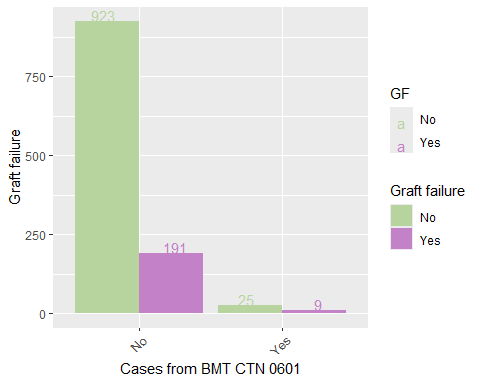 923
191
25
9
750
500
250
0
Graft failure
No
Yes
Cases from BMT CTN 0601
GF
a No
a Yes
Graft failure
No
Yes